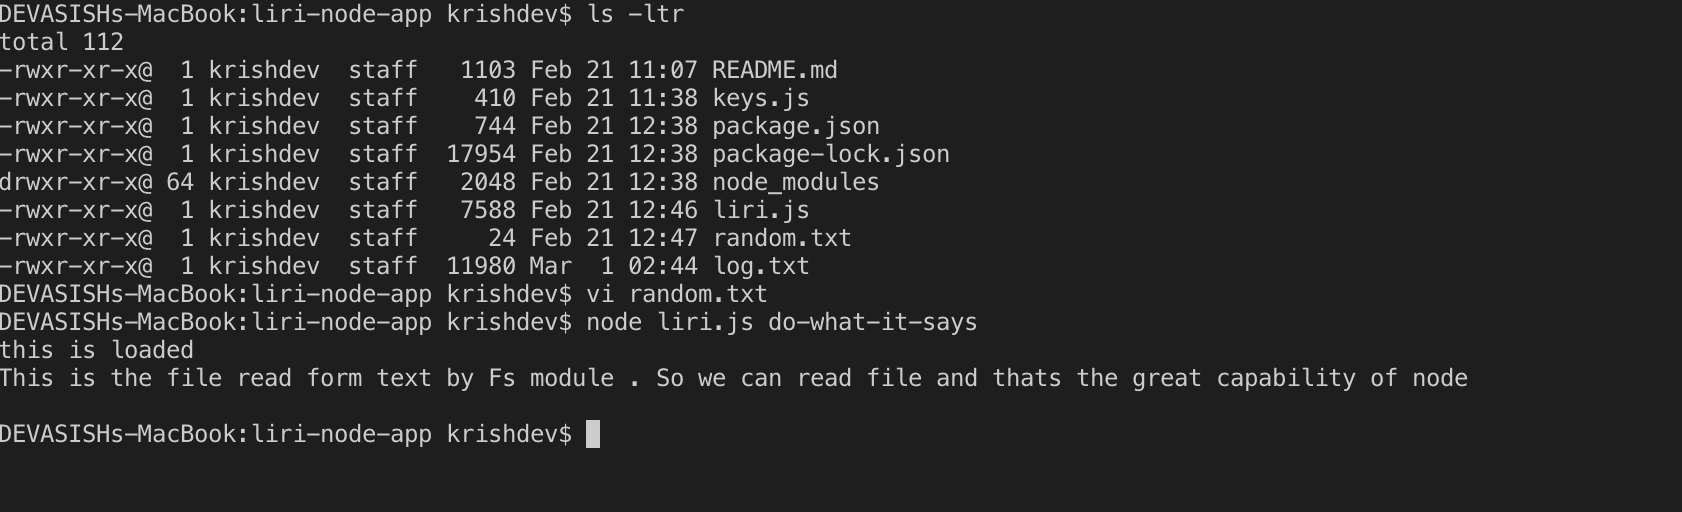 DEVASISHs-MacBook:liri-node-app krishdev$ ls -ltr
total 112
-rwxr-xr-x@  1 krishdev  staff   1103 Feb 21 11:07 README.md
-rwxr-xr-x@  1 krishdev  staff    410 Feb 21 11:38 keys.js
-rwxr-xr-x@  1 krishdev  staff    744 Feb 21 12:38 package.json
-rwxr-xr-x@  1 krishdev  staff  17954 Feb 21 12:38 package-lock.json
drwxr-xr-x@ 64 krishdev  staff   2048 Feb 21 12:38 node_modules
-rwxr-xr-x@  1 krishdev  staff   7588 Feb 21 12:46 liri.js
-rwxr-xr-x@  1 krishdev  staff     24 Feb 21 12:47 random.txt
-rwxr-xr-x@  1 krishdev  staff  11980 Mar  1 02:44 log.txt
DEVASISHs-MacBook:liri-node-app krishdev$ vi random.txt
DEVASISHs-MacBook:liri-node-app krishdev$ node liri.js do-what-it-says
this is loaded
This is the file read form text by Fs module . So we can read file and thats the great capability of node
DEVASISHs-MacBook:liri-node-app krishdev$